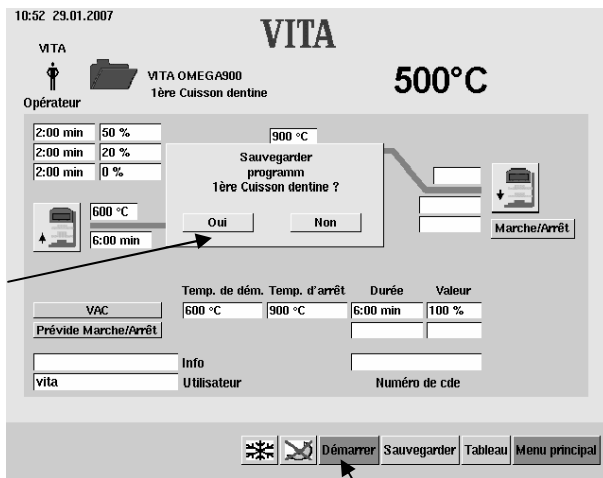 10:52 29.01.2007
VITA
VITA
500°C
VITA OMEGA900
1ère Cuisson dentine
Opérateur
2:00 min 50 %
2:00 min 20 %
2:00 min 0 %
900 °C
Sauvegarder
programm
1ère Cuisson dentine ?
Oui Non
600 °C
6:00 min
Marche/Arrêt
Temp. de dém. Temp. d'arrêt Durée Valeur
VAC 600 °C 900 °C 6:00 min 100 %
Prévide Marche/Arrêt
Info
vita Utilisateur Numéro de cde
Démarrer Sauvegarder Tableau Menu principal